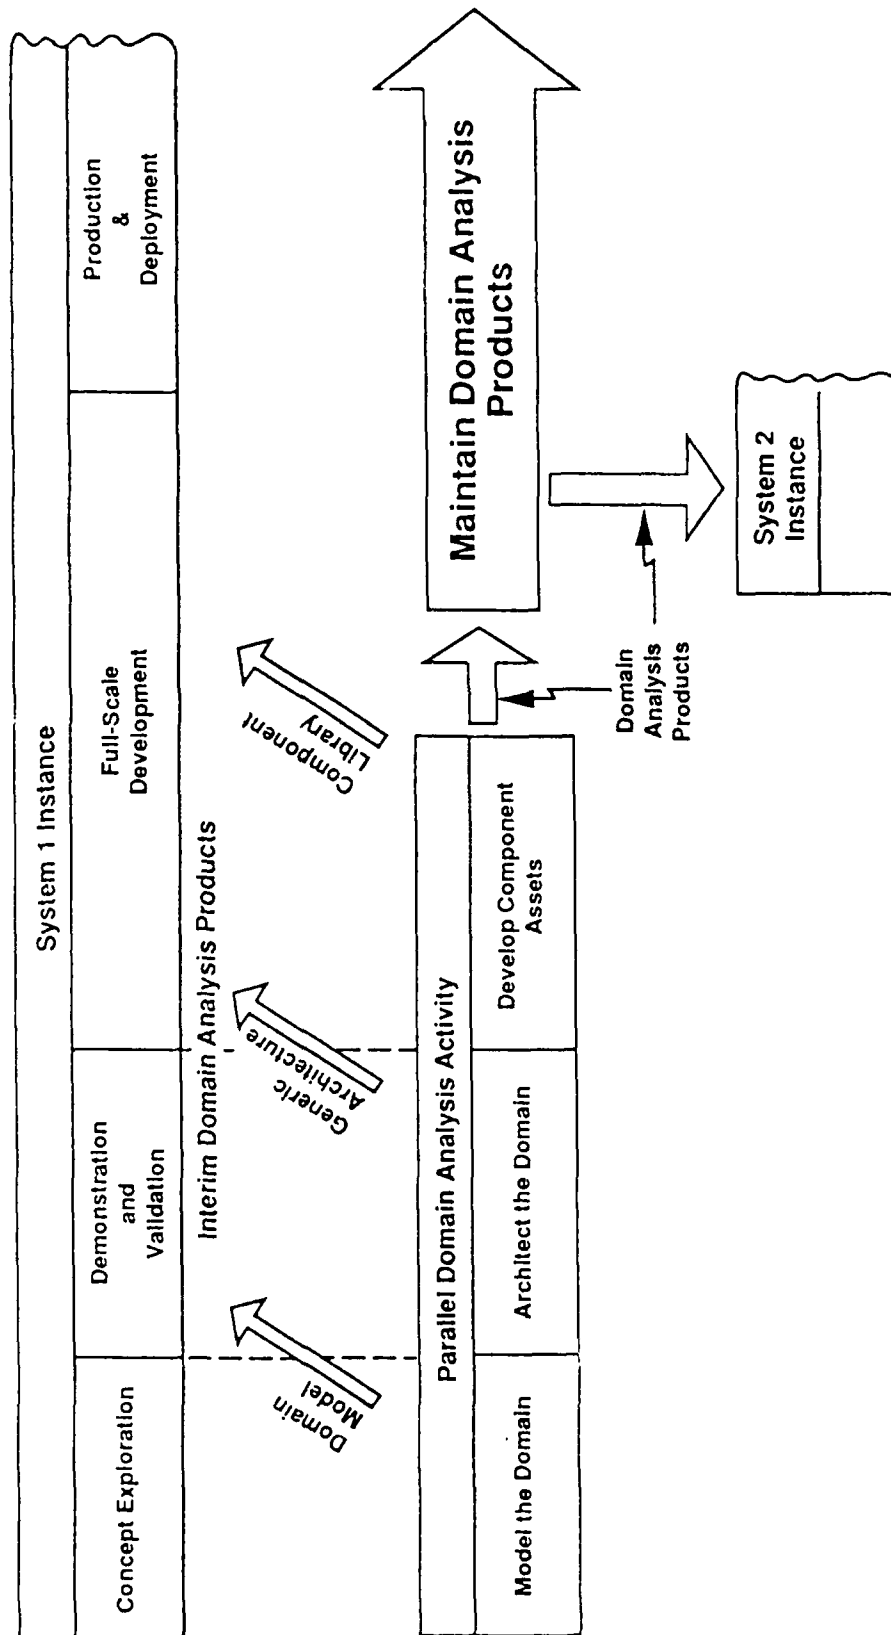 System 1 Instance
Concept Exploration
Demonstration
and
Validation
Full-Scale
Development
Production
&
Deployment
Interim Domain Analysis Products
Domain
Model
Generic
Architecture
Component
Library
Parallel Domain Analysis Activity
Model the Domain
Architect the Domain
Develop Component
Assets
Maintain Domain Analysis
Products
Domain
Analysis
Products
System 2
Instance